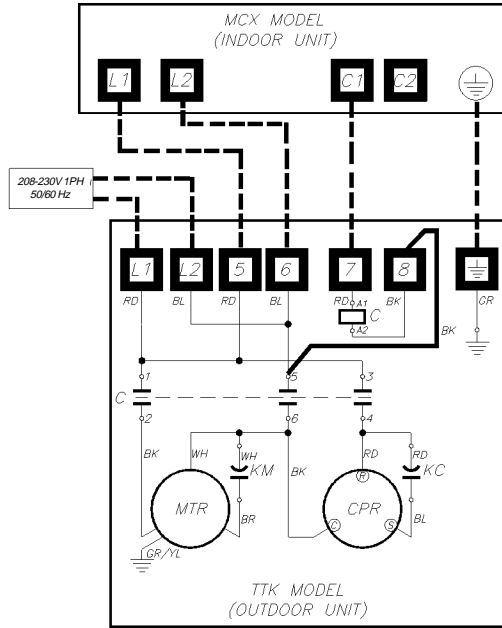 MCX MODEL
(INDOOR UNIT)
L1 L2 C1 C2
208-230V 1PH
50/60 Hz
L1 L2 5 6 7 8
RD BL RD BL RD A1 BK GR
C
A2
BK
1 5 3
C
2 6 4
BK WH WH KM BK RD RD KC
R
MTR CPR
C S
BR BL
GR/YL
TTK MODEL
(OUTDOOR UNIT)